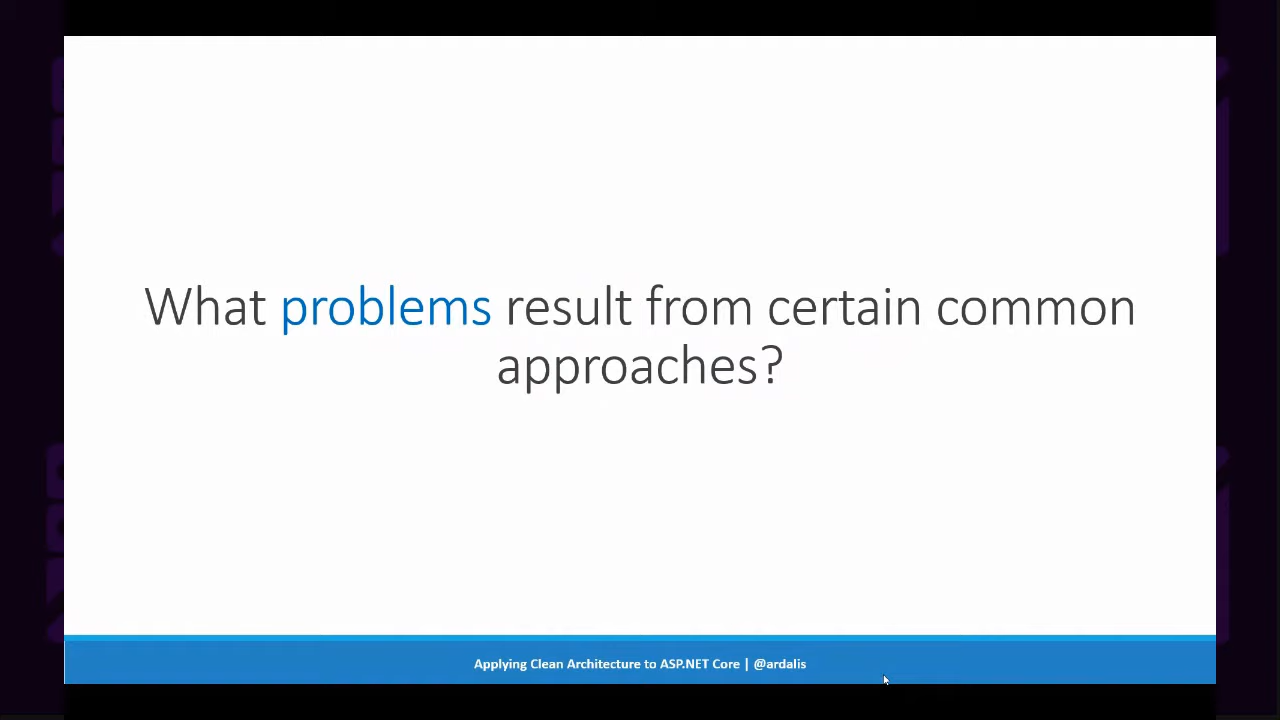 What problems result from certain common
approaches?
Applying Clean Architecture to ASP.NET Core | @ardalis